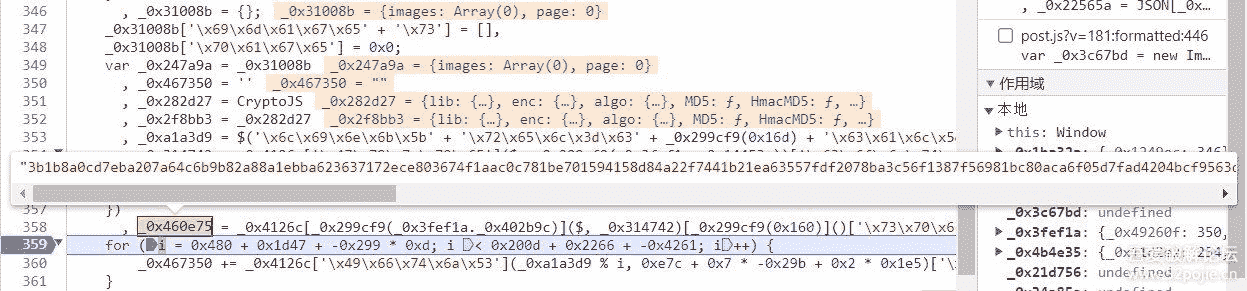 346 , _0x31008b = {}; _0x31008b = {images: Array(0), page: 0}
347 _0x31008b['\x69\x6d\x61\x67\x65' + '\x73'] = [],
348 _0x31008b['\x70\x61\x67\x65'] = 0x0;
349 var _0x247a9a = _0x31008b _0x247a9a = {images: Array(0), page: 0}
350 , _0x467350 = '' _0x467350 = ""
351 , _0x282d27 = CryptoJS _0x282d27 = {lib: {…}, enc: {…}, algo: {…}, MD5: ƒ, HmacMD5: ƒ, …}
352 , _0x2f8bb3 = _0x282d27 _0x2f8bb3 = {lib: {…}, enc: {…}, algo: {…}, MD5: ƒ, HmacMD5: ƒ, …}
353 , _0xa1a3d9 = $('\x6c\x69\x6e\x6b\x5b' + '\x72\x65\x6c\x3d\x63' + _0x299cf9(0x16d) + '\x63\x61\x6c\x5
"3b1b8a0cd7eba207a64c6b9b82a88a1ebba623637172ece803674f1aac0c781be701594158d84a22f7441b21ea63557fdf2078ba3c56f1387f56981bc80aca6f05d7fad4204bcf9563
357 })
358 , _0x460e75 = _0x4126c[_0x299cf9(_0x3fef1a._0x402b9c)]($, _0x314742)[_0x299cf9(0x160)]()['\x73\x70\x6
359 for (i = 0x480 + 0x1d47 + -0x299 * 0xd; i < 0x200d + 0x2266 + -0x4261; i++) {
360 _0x467350 += _0x4126c['\x49\x66\x74\x6a\x53'](_0xa1a3d9 % i, 0xe7c + 0x7 * -0x29b + 0x2 * 0x1e5)['\
361 }
, _0x22565a = JSON[_0x…
post.js?v=181:formatted:446
var _0x3c67bd = new Im…
作用域
本地
this: Window
_0x3c67bd: undefined
_0x3fef1a: {_0x49260f: 350,
_0x4b4e35:
_0x21d756: undefined